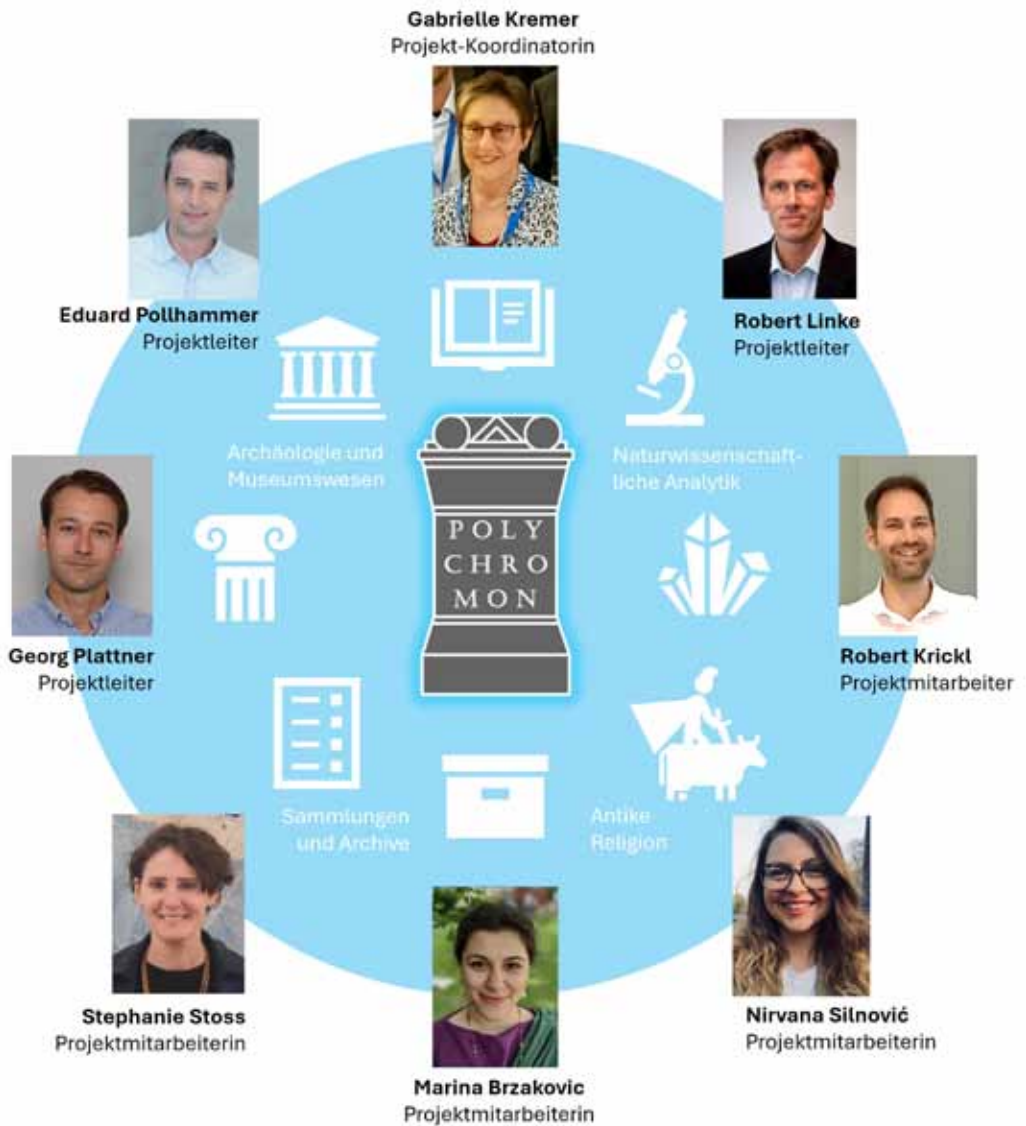 Gabrielle Kremer
Projekt-Koordinatorin
Eduard Pollhammer
Projektleiter
Robert Linke
Projektleiter
Archäologie und
Museumswesen
Naturwissenschaft-
liche Analytik
POLY
CHRO
MON
Georg Plattner
Projektleiter
Robert Krickl
Projektmitarbeiter
Sammlungen
und Archive
Antike
Religion
Stephanie Stoss
Projektmitarbeiterin
Nirvana Silnović
Projektmitarbeiterin
Marina Brzakovic
Projektmitarbeiterin